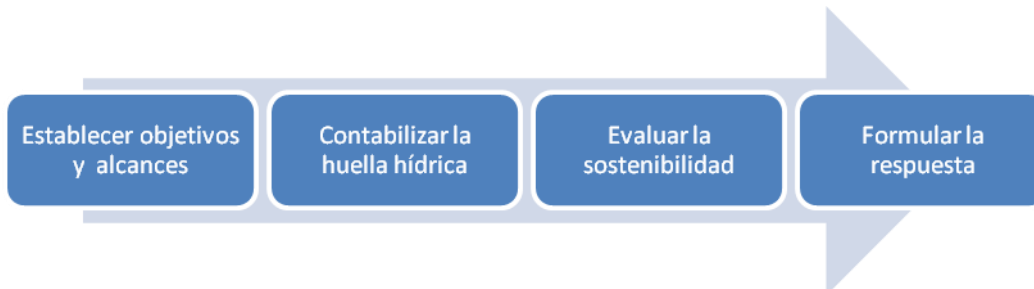 Establecer objetivos
y alcances
Contabilizar la
huella hídrica
Evaluar la
sostenibilidad
Formular la
respuesta